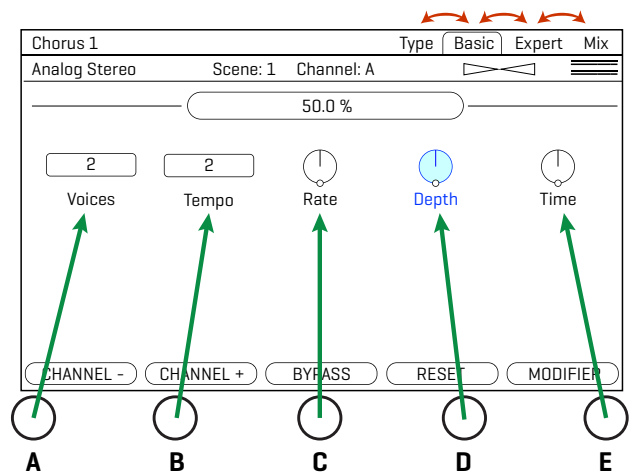 Chorus 1 Type Basic Expert Mix
Analog Stereo Scene: 1 Channel: A
50.0 %
2 2
Voices Tempo Rate Depth Time
CHANNEL - CHANNEL + BYPASS RESET MODIFIER
A B C D E